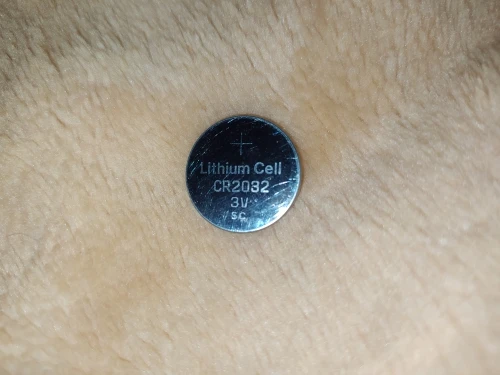 +
Lithium Cell
CR2032
3V
SC